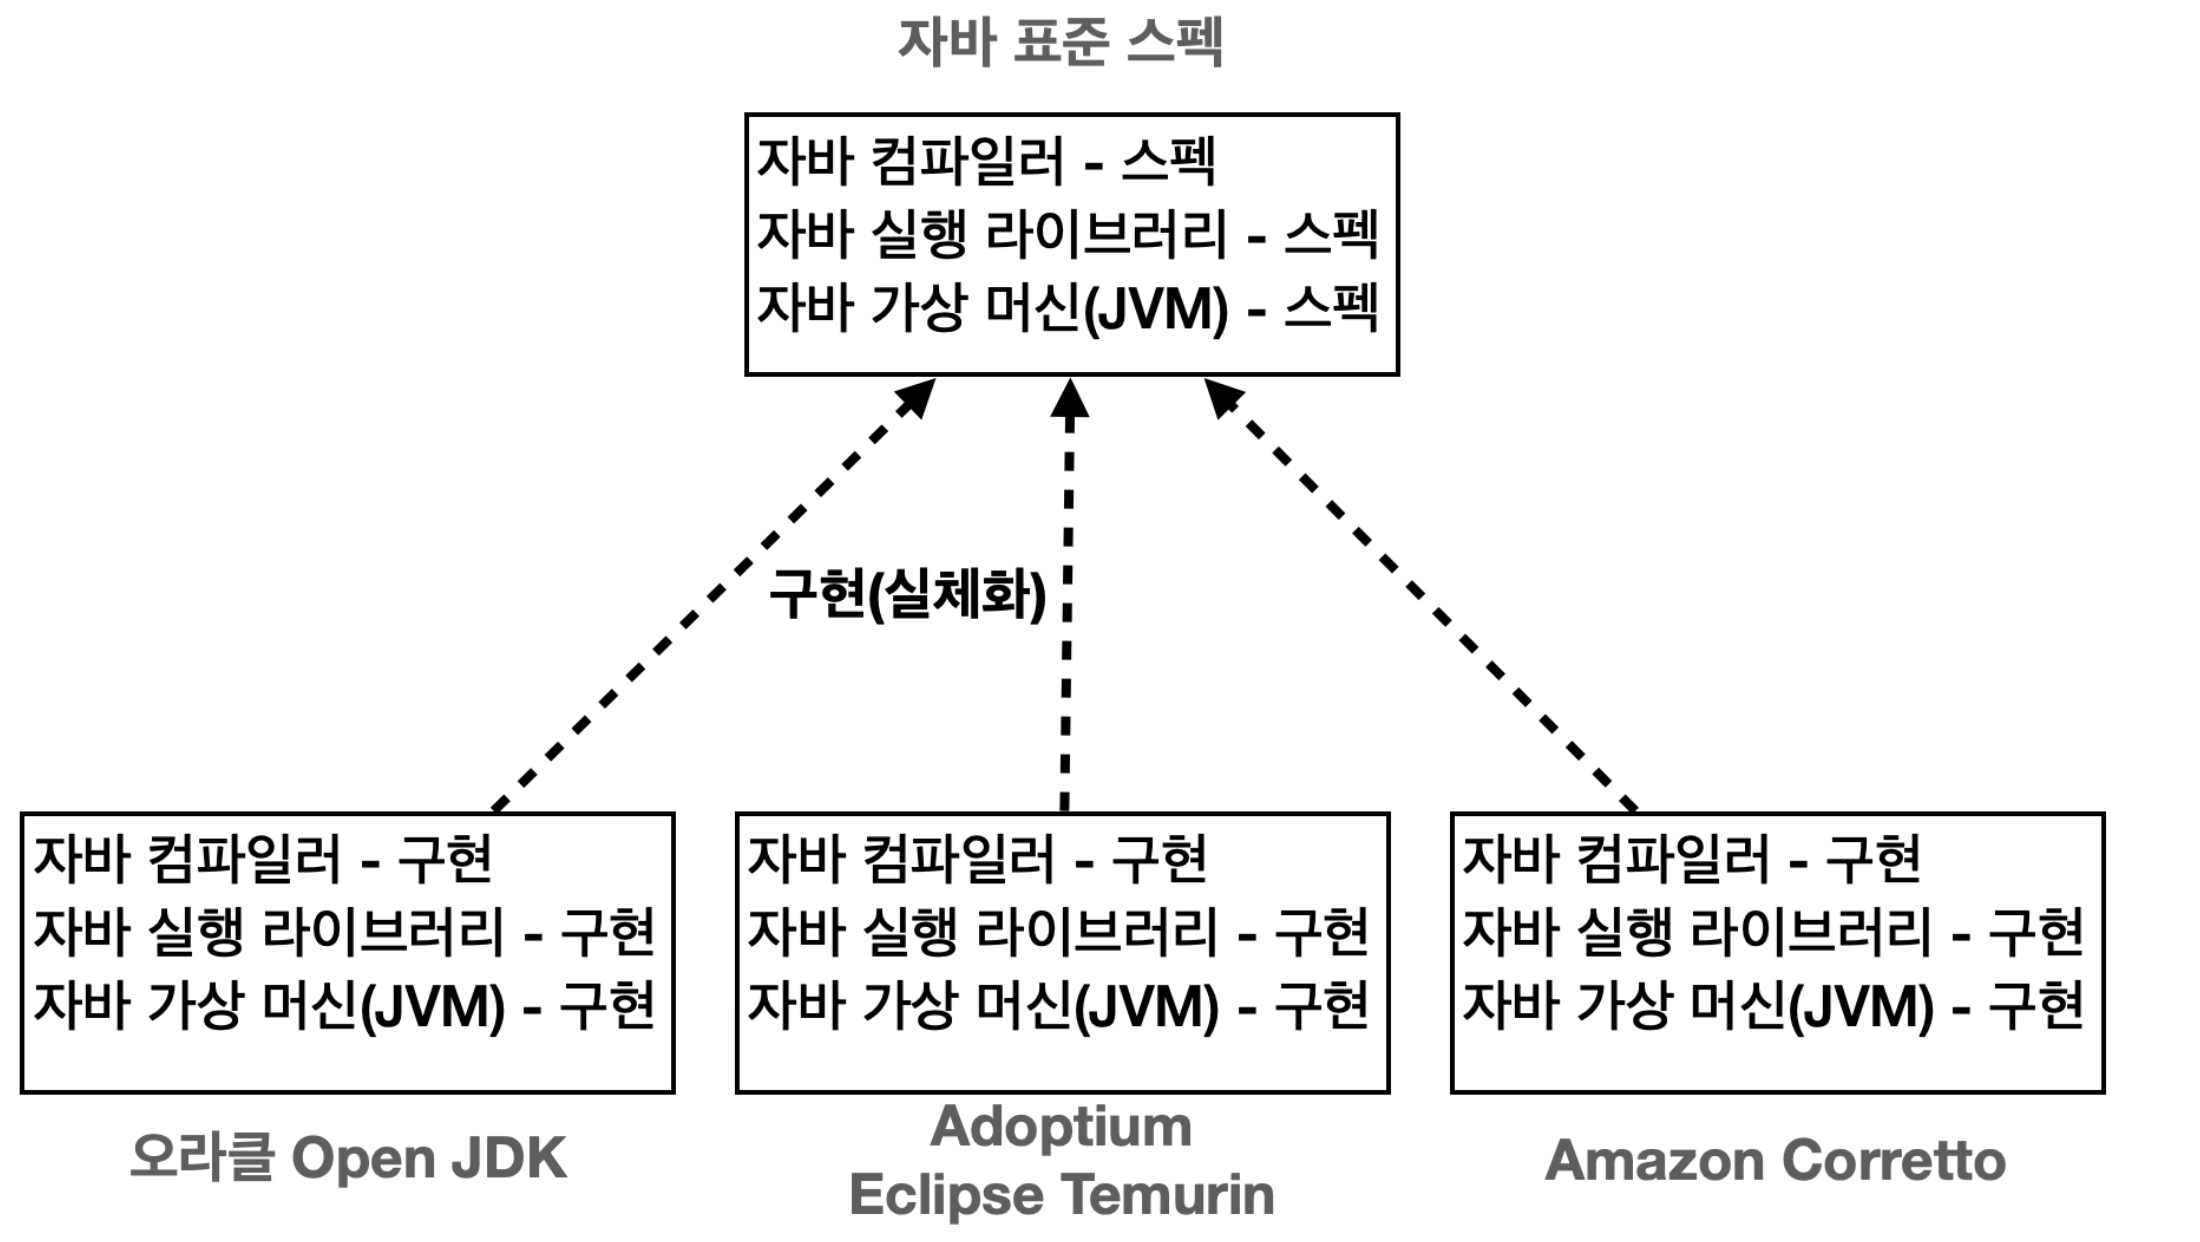 자바 표준 스펙
자바 컴파일러 - 스펙
자바 실행 라이브러리 - 스펙
자바 가상 머신(JVM) - 스펙
구현(실체화)
자바 컴파일러 - 구현
자바 실행 라이브러리 - 구현
자바 가상 머신(JVM) - 구현
오라클 Open JDK
자바 컴파일러 - 구현
자바 실행 라이브러리 - 구현
자바 가상 머신(JVM) - 구현
Adoptium
Eclipse Temurin
자바 컴파일러 - 구현
자바 실행 라이브러리 - 구현
자바 가상 머신(JVM) - 구현
Amazon Corretto